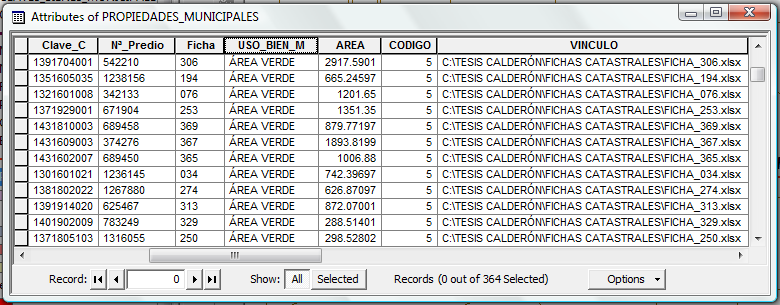 Attributes of PROPIEDADES_MUNICIPALES
Clave_C Nª_Predio Ficha USO_BIEN_M AREA CODIGO VINCULO
1391704001 542210 306 ÁREA VERDE 2917.5901 5 C:\TESIS CALDERÓN\FICHAS CATASTRALES\FICHA_306.xlsx
1351605035 1238156 194 ÁREA VERDE 665.24597 5 C:\TESIS CALDERÓN\FICHAS CATASTRALES\FICHA_194.xlsx
1321601008 342133 076 ÁREA VERDE 1201.65 5 C:\TESIS CALDERÓN\FICHAS CATASTRALES\FICHA_076.xlsx
1371929001 671904 253 ÁREA VERDE 1351.35 5 C:\TESIS CALDERÓN\FICHAS CATASTRALES\FICHA_253.xlsx
1431810003 689458 369 ÁREA VERDE 879.77197 5 C:\TESIS CALDERÓN\FICHAS CATASTRALES\FICHA_369.xlsx
1431609003 374276 367 ÁREA VERDE 1893.8199 5 C:\TESIS CALDERÓN\FICHAS CATASTRALES\FICHA_367.xlsx
1431602007 689450 365 ÁREA VERDE 1006.88 5 C:\TESIS CALDERÓN\FICHAS CATASTRALES\FICHA_365.xlsx
1301601021 1236145 034 ÁREA VERDE 742.39697 5 C:\TESIS CALDERÓN\FICHAS CATASTRALES\FICHA_034.xlsx
1381802022 1267880 274 ÁREA VERDE 626.87097 5 C:\TESIS CALDERÓN\FICHAS CATASTRALES\FICHA_274.xlsx
1391914020 625467 313 ÁREA VERDE 872.07001 5 C:\TESIS CALDERÓN\FICHAS CATASTRALES\FICHA_313.xlsx
1401902009 783249 329 ÁREA VERDE 288.51401 5 C:\TESIS CALDERÓN\FICHAS CATASTRALES\FICHA_329.xlsx
1371805103 1316055 250 ÁREA VERDE 298.52802 5 C:\TESIS CALDERÓN\FICHAS CATASTRALES\FICHA_250.xlsx
Record: 0 Show: All Selected Records (0 out of 364 Selected) Options